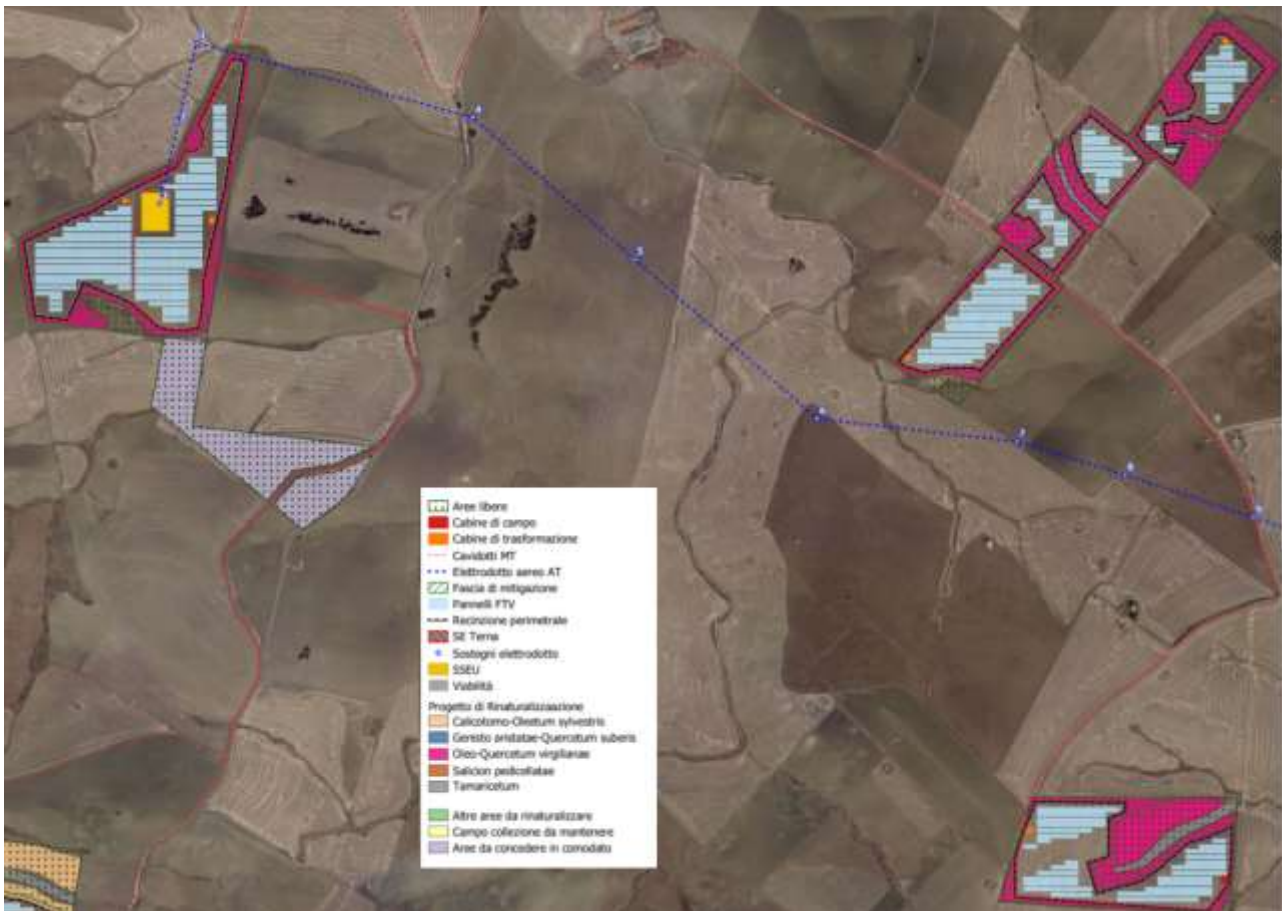 Aree libere
Cabine di campo
Cabine di trasformazione
Cavidotti MT
Elettrodotto aereo AT
Fascia di mitigazione
Pannelli FTV
Recinzione perimetrale
SE Terna
Sostegni elettrodotto
SSEU
Viabilità
Progetto di Rinaturalizzazione
Calicotomo-Oleetum sylvestris
Genisto aristatae-Quercetum suberis
Oleo-Quercetum virgilianae
Salicion pedicellatae
Tamaricetum
Altre aree da rinaturalizzare
Campo collezione da mantenere
Aree da concedere in comodato